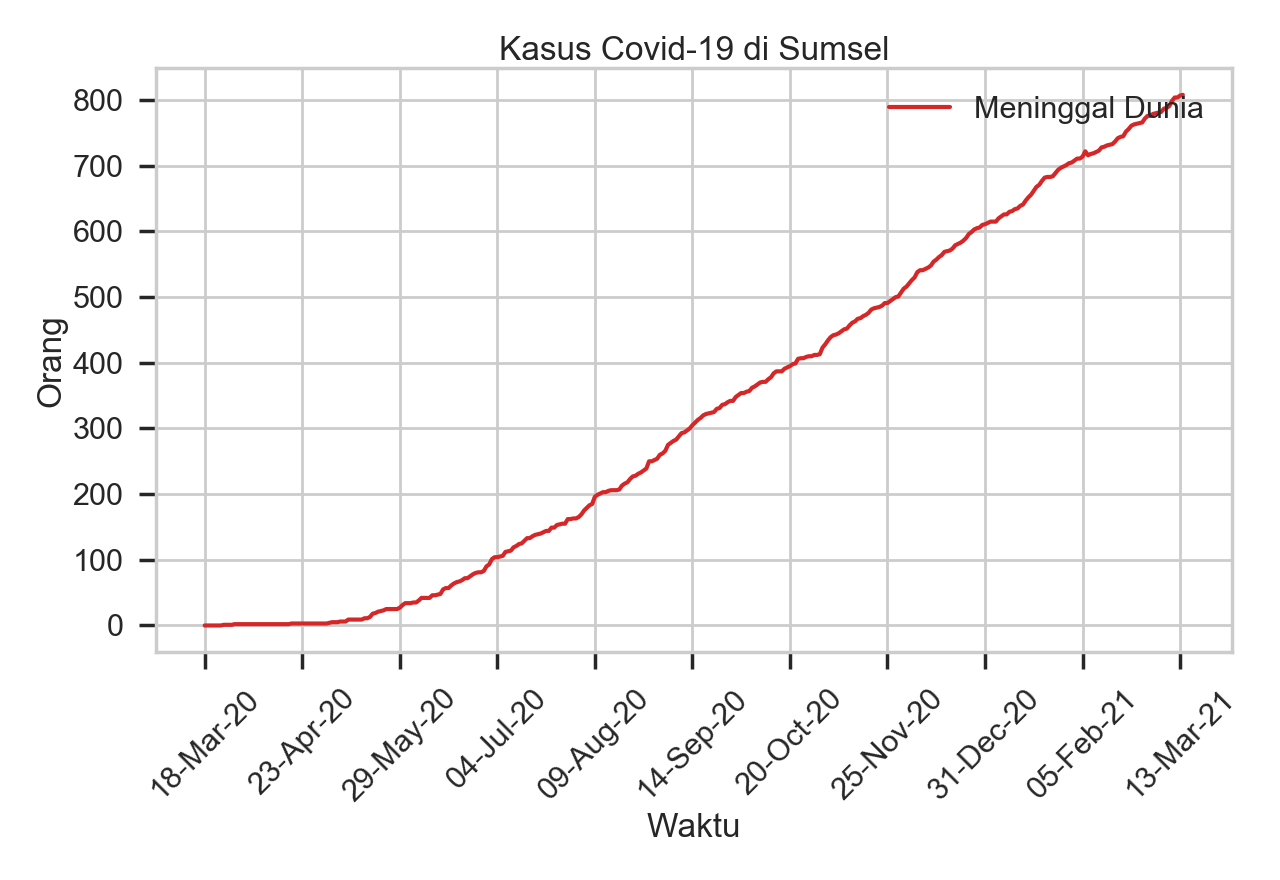 Kasus Covid-19 di Sumsel
Meninggal Dunia
800
700
600
500
400
300
200
100
0
Orang
18-Mar-20
23-Apr-20
29-May-20
04-Jul-20
09-Aug-20
14-Sep-20
20-Oct-20
25-Nov-20
31-Dec-20
05-Feb-21
13-Mar-21
Waktu